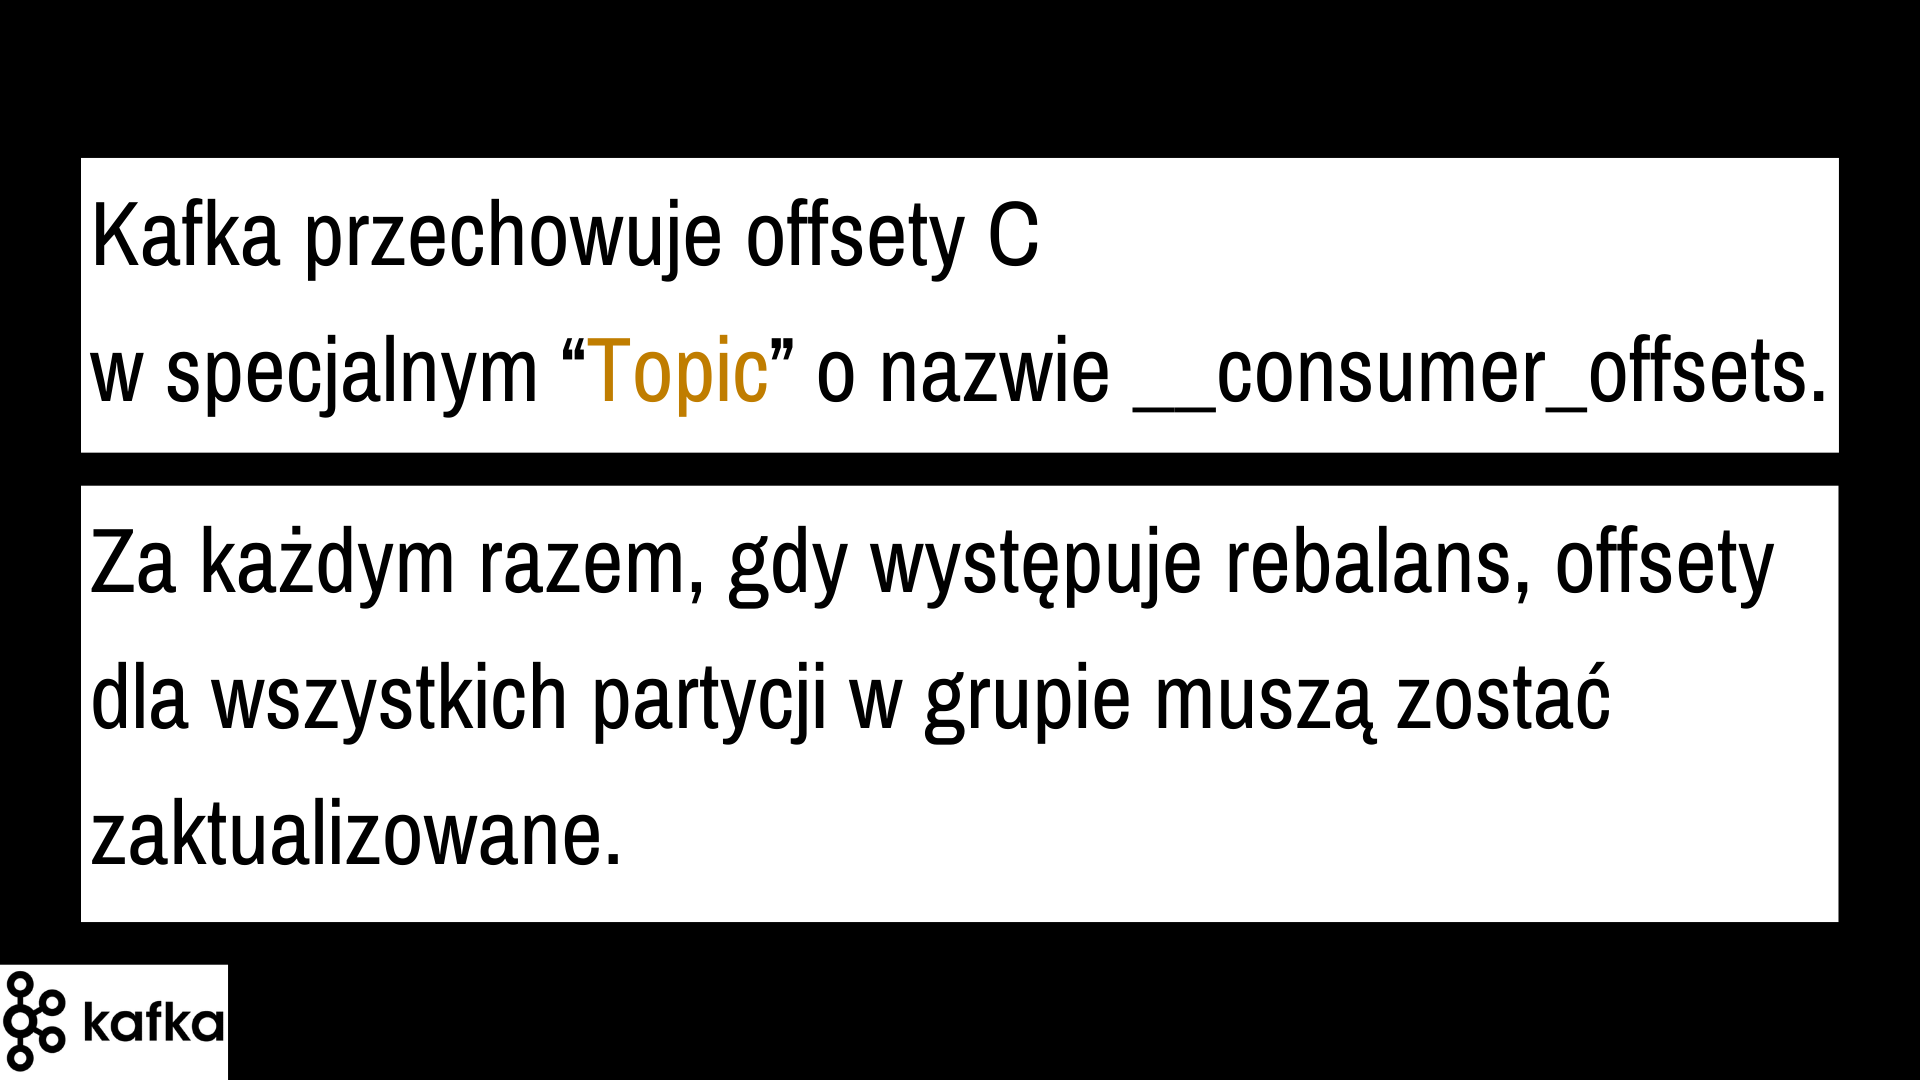 Kafka przechowuje offsety C
w specjalnym “Topic” o nazwie __consumer_offsets.
Za każdym razem, gdy występuje rebalans, offsety
dla wszystkich partycji w grupie muszą zostać
zaktualizowane.
kafka